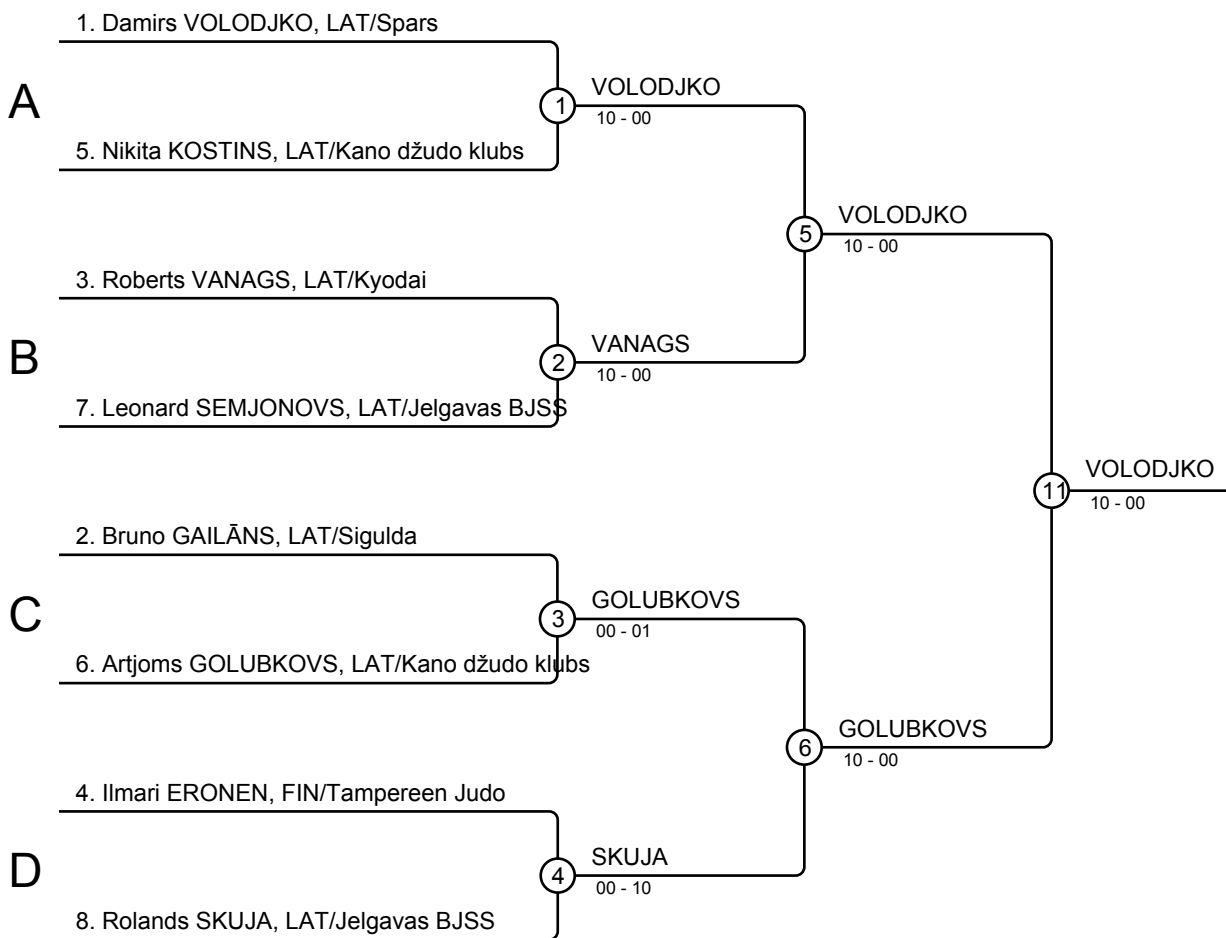 1. Damirs VOLODJKO, LAT/Spars
A
1
VOLODJKO
10 - 00
5. Nikita KOSTINS, LAT/Kano džudo klubs
5
VOLODJKO
10 - 00
3. Roberts VANAGS, LAT/Kyodai
B
2
VANAGS
10 - 00
7. Leonard SEMJONOVS, LAT/Jelgavas BJSS
11
VOLODJKO
10 - 00
2. Bruno GAILĀNS, LAT/Sigulda
C
3
GOLUBKOVS
00 - 01
6. Artjoms GOLUBKOVS, LAT/Kano džudo klubs
6
GOLUBKOVS
10 - 00
4. Ilmari ERONEN, FIN/Tampereen Judo
D
4
SKUJA
00 - 10
8. Rolands SKUJA, LAT/Jelgavas BJSS